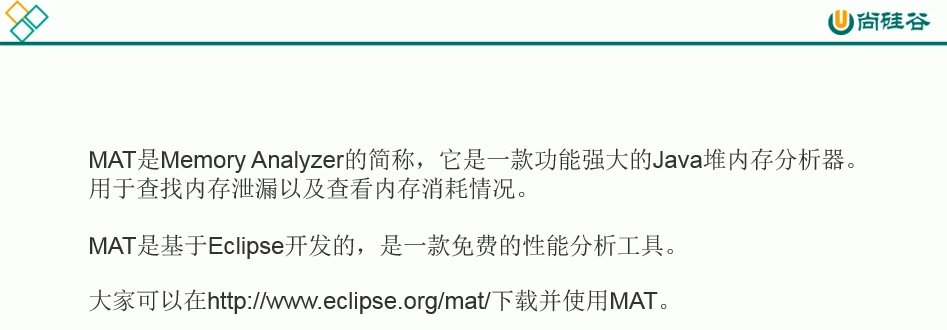 尚硅谷
MAT是Memory Analyzer的简称，它是一款功能强大的Java堆内存分析器。
用于查找内存泄漏以及查看内存消耗情况。
MAT是基于Eclipse开发的，是一款免费的性能分析工具。
大家可以在http://www.eclipse.org/mat/下载并使用MAT。